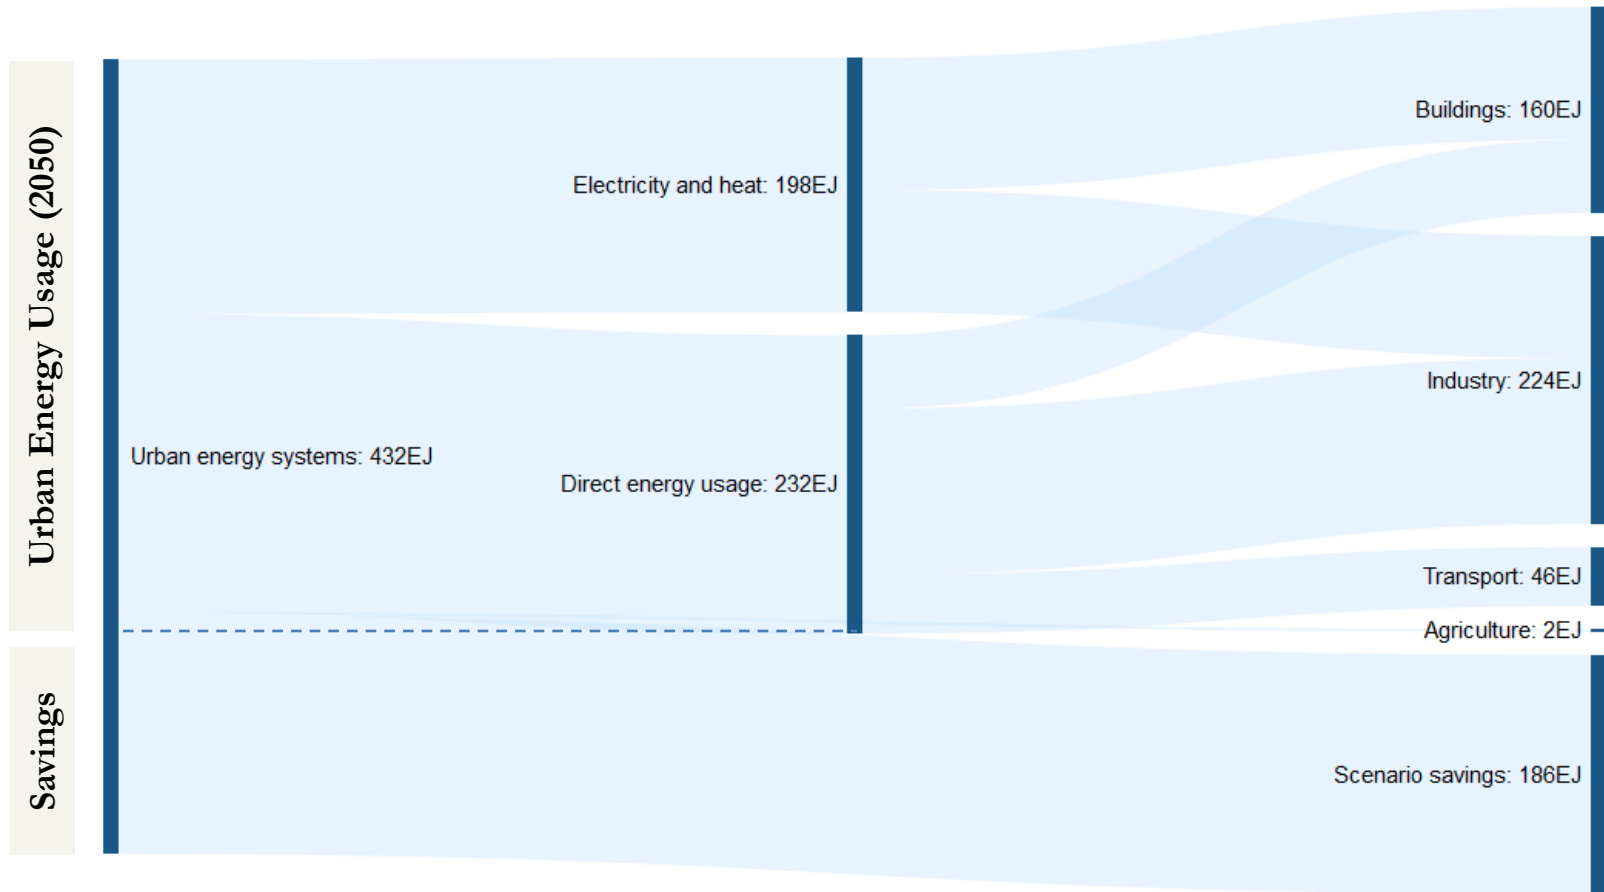 Urban Energy Usage (2050)
Savings
Urban energy systems: 432EJ
Electricity and heat: 198EJ
Direct energy usage: 232EJ
Buildings: 160EJ
Industry: 224EJ
Transport: 46EJ
Agriculture: 2EJ
Scenario savings: 186EJ